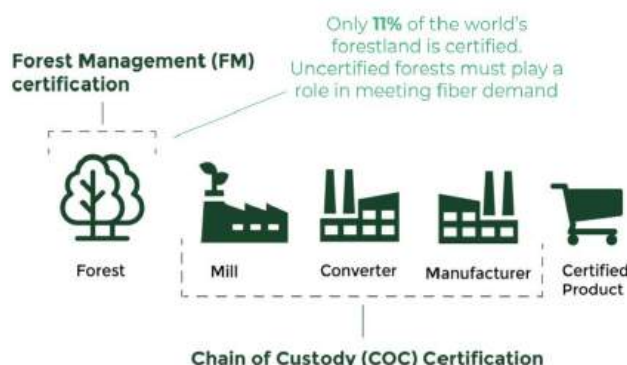 Only 11% of the world's
forestland is certified.
Uncertified forests must play a
role in meeting fiber demand
Forest Management (FM)
certification
Forest
Mill
Converter
Manufacturer
Certified
Product
Chain of Custody (COC) Certification